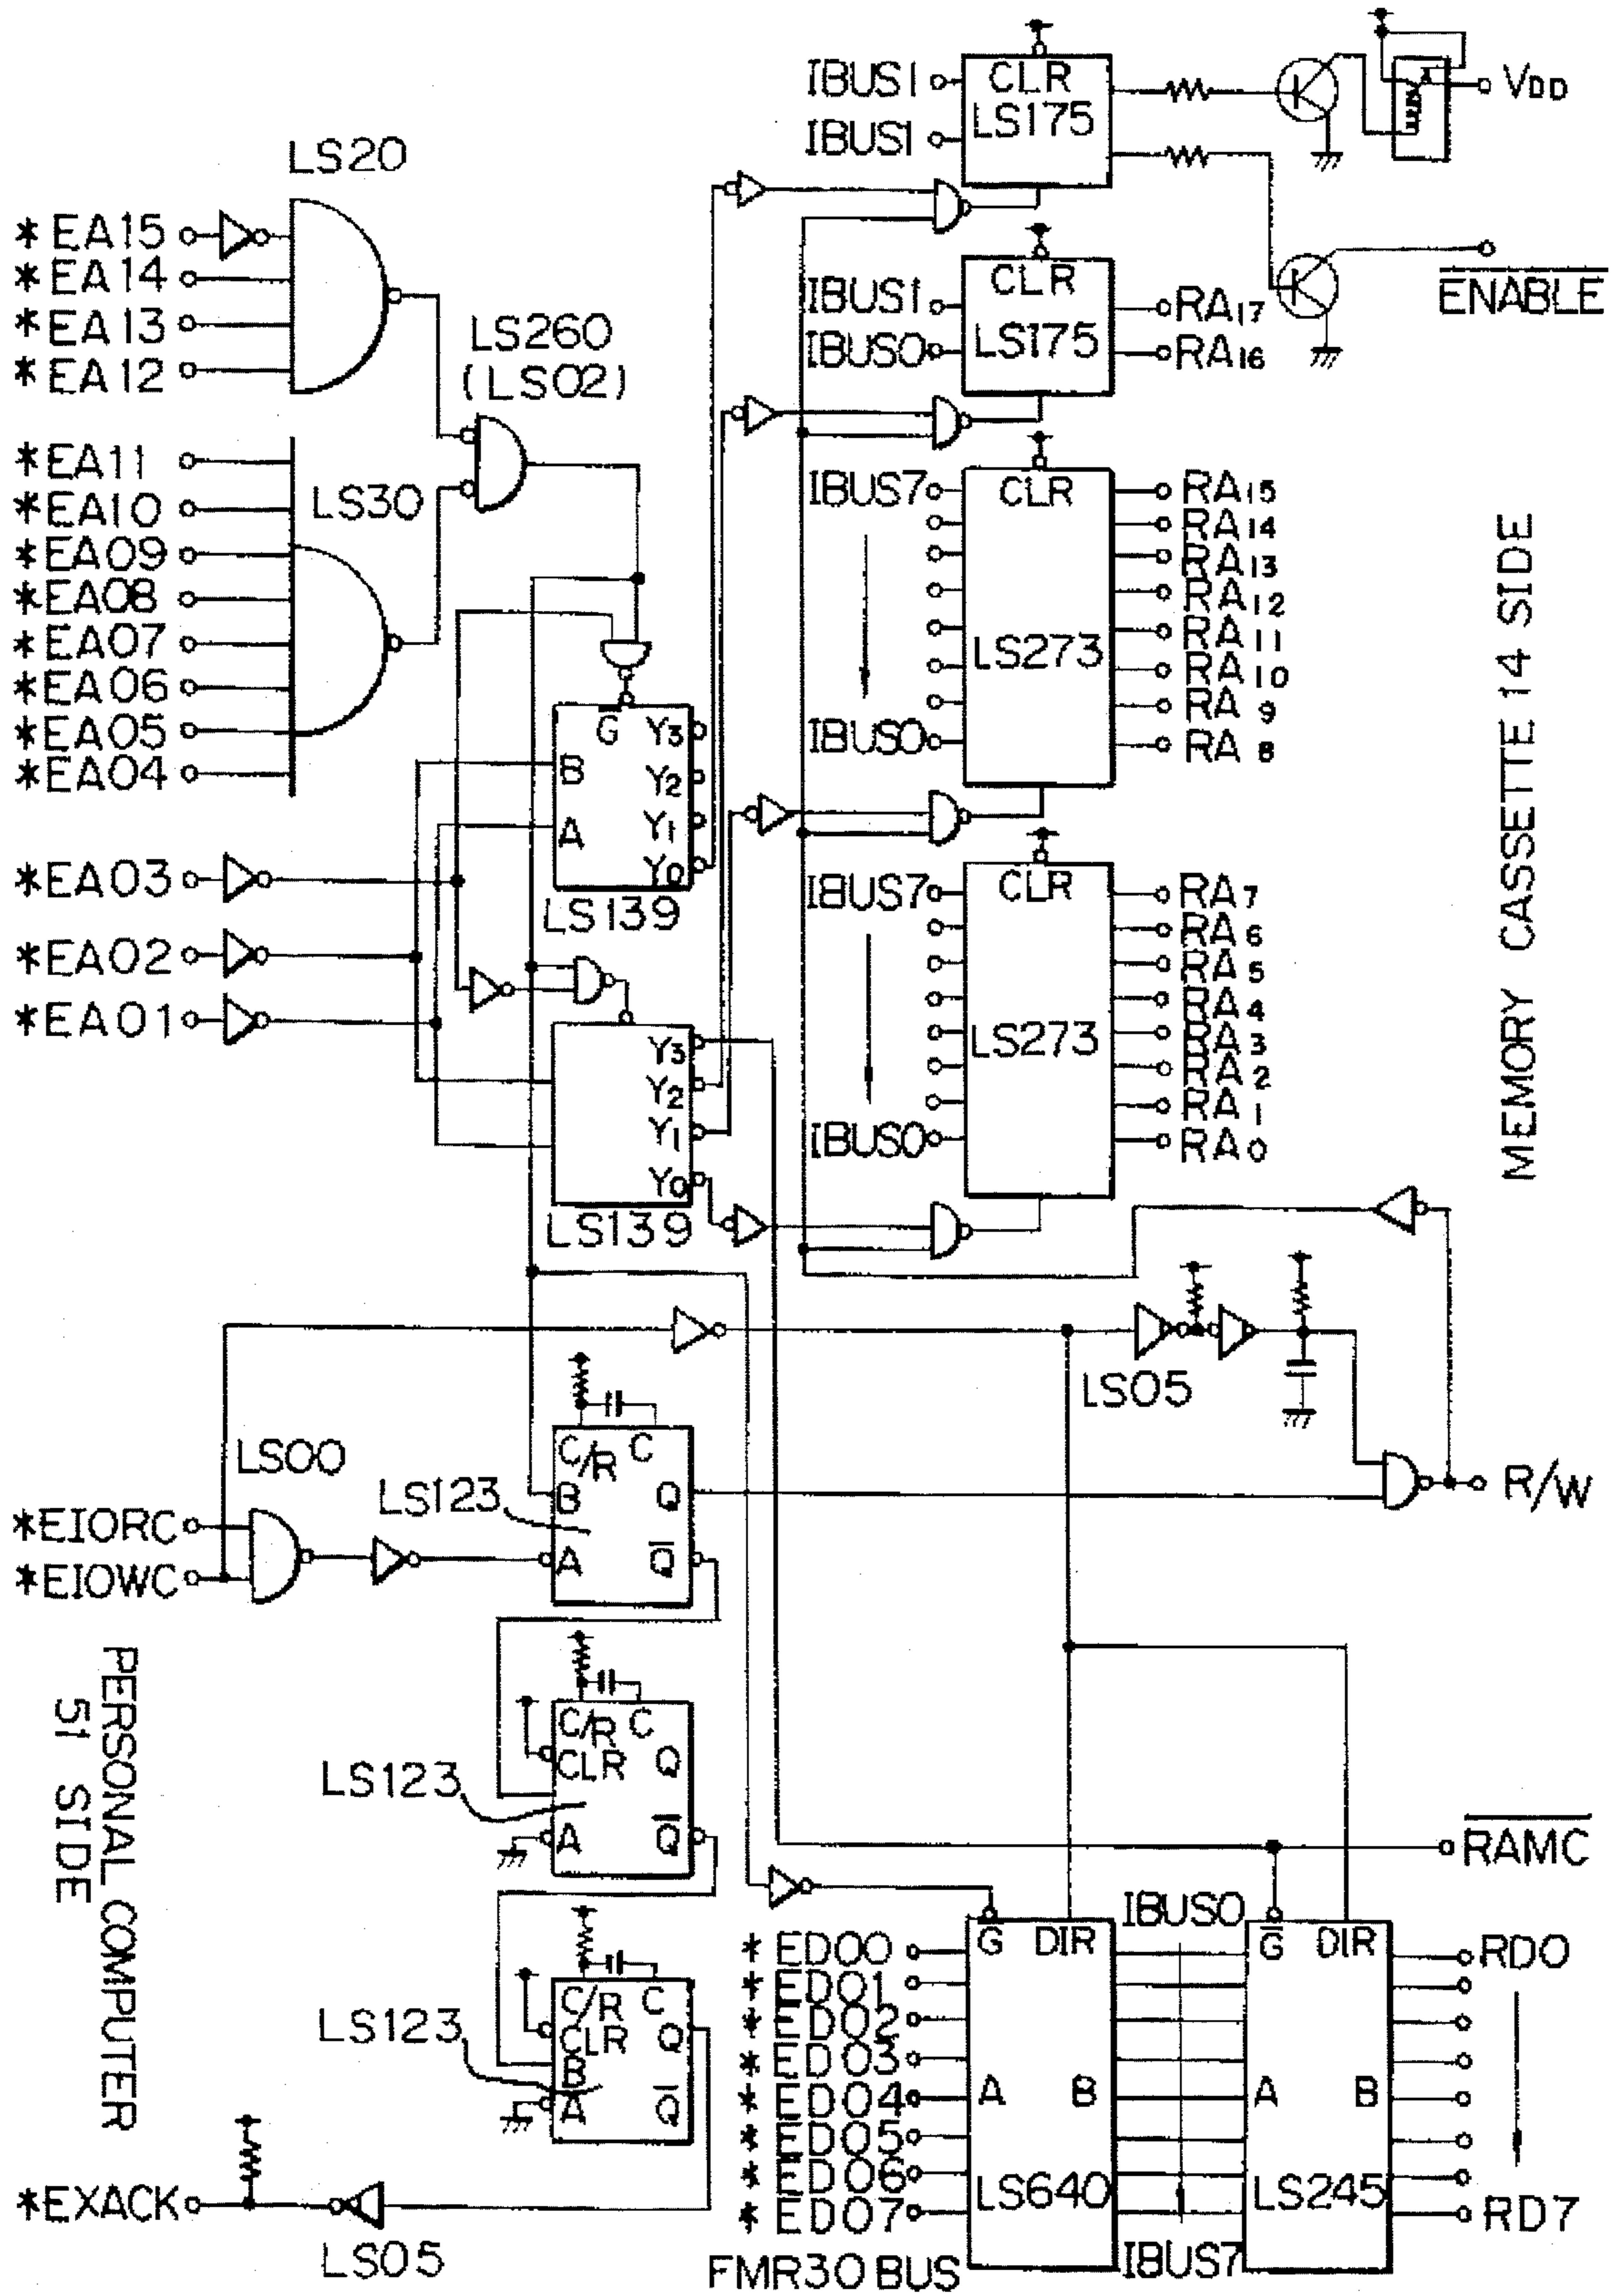 LS20
*EA15
*EA14
*EA13
*EA12
LS260
(LS02)
*EA11
*EA10
*EA09
*EA08
*EA07
*EA06
*EA05
*EA04
LS30
*EA03
*EA02
*EA01
G Y3
B Y2
A Y1
Y0
LS139
Y3
Y2
Y1
Y0
LS139
IBUS1
IBUS1
CLR
LS175
VDD
ENABLE
IBUS1
IBUS0
CLR
LS175
RA17
RA16
IBUS7
IBUS0
CLR
LS273
RA15
RA14
RA13
RA12
RA11
RA10
RA9
RA8
IBUS7
IBUS0
CLR
LS273
RA7
RA6
RA5
RA4
RA3
RA2
RA1
RA0
MEMORY CASSETTE 14 SIDE
LS05
R/W
LS00
*EIORC
*EIOWC
LS123
C/R C
B Q
A Q̅
LS123
C/R C
CLR Q
A Q̅
LS123
C/R C
CLR Q
B
A Q̅
PERSONAL COMPUTER
51 SIDE
*EXACK
LS05
RAMC
* ED00
* ED01
* ED02
* ED03
* ED04
* ED05
* ED06
* ED07
FMR30 BUS
G̅ DIR
A B
LS640
IBUS0
IBUS7
G̅ DIR
A B
LS245
RD0
RD7